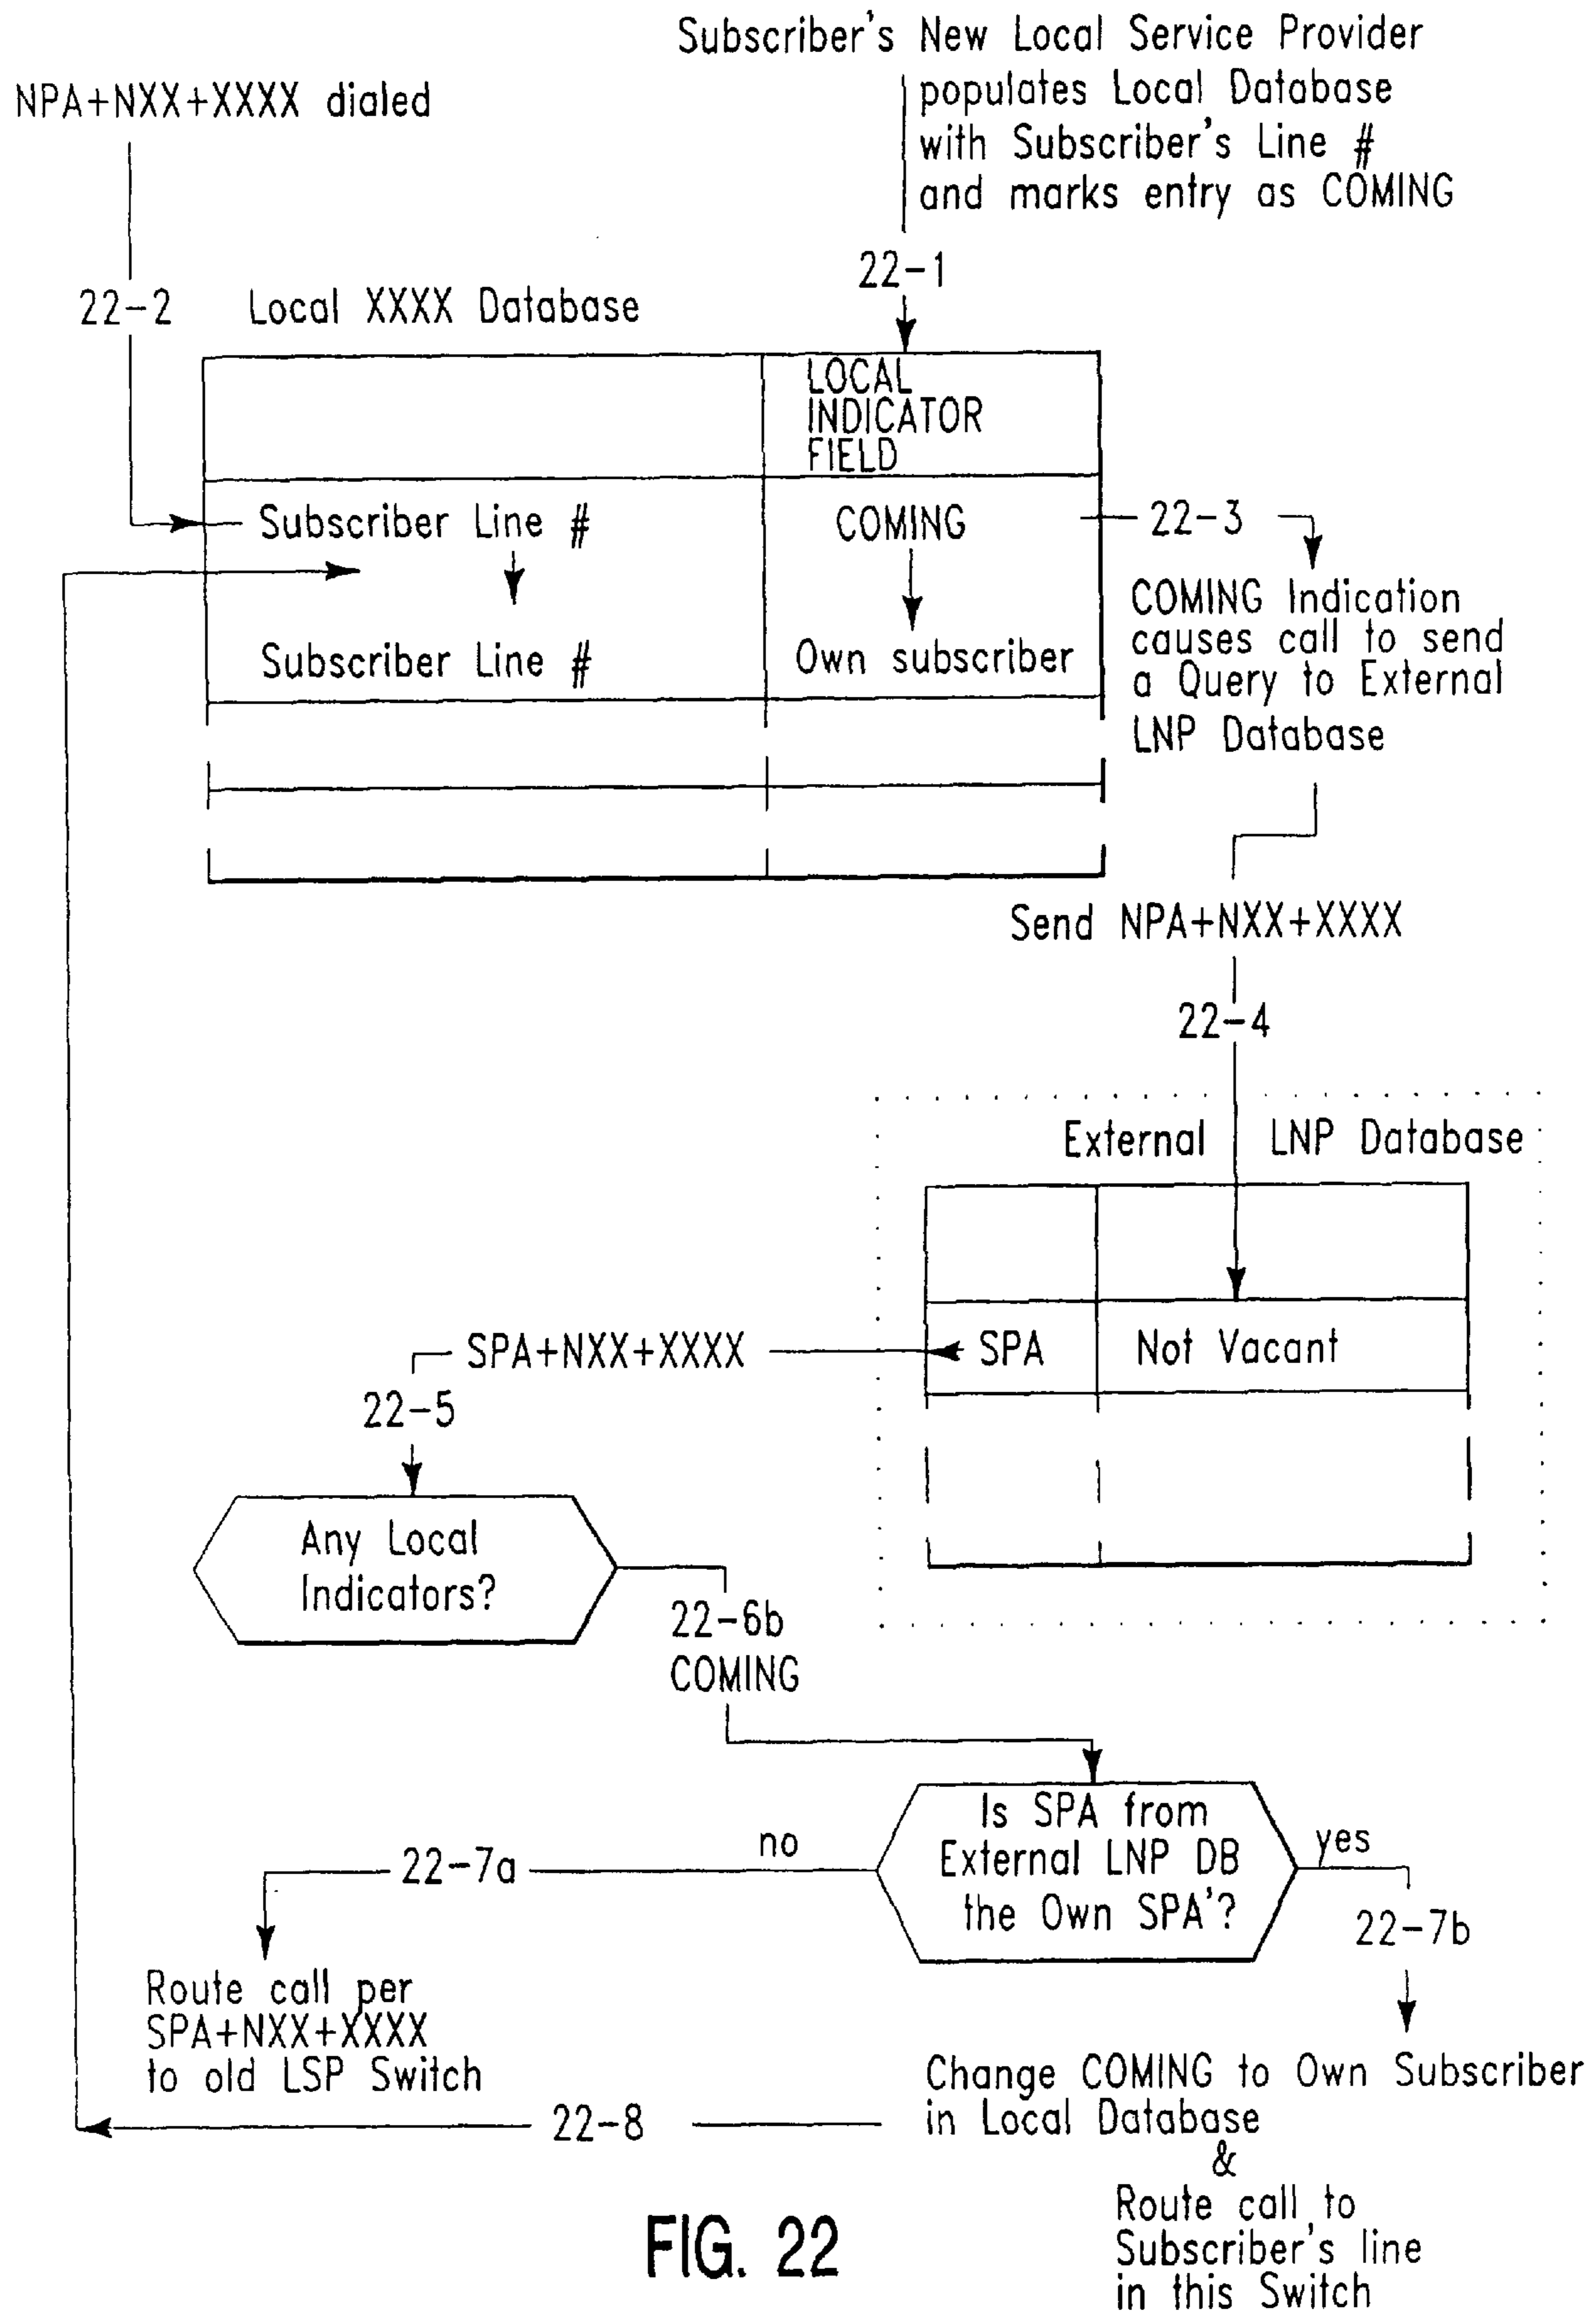 Subscriber's New Local Service Provider
populates Local Database
with Subscriber's Line #
and marks entry as COMING
NPA+NXX+XXXX dialed
22-1
22-2
Local XXXX Database
LOCAL
INDICATOR
FIELD
Subscriber Line #
COMING
22-3
Subscriber Line #
Own subscriber
COMING Indication
causes call to send
a Query to External
LNP Database
Send NPA+NXX+XXXX
22-4
External LNP Database
SPA
Not Vacant
SPA+NXX+XXXX
22-5
Any Local
Indicators?
22-6b
COMING
Is SPA from
External LNP DB
the Own SPA'?
no
yes
22-7a
22-7b
Route call per
SPA+NXX+XXXX
to old LSP Switch
Change COMING to Own Subscriber
in Local Database
&
Route call to
Subscriber's line
in this Switch
22-8
FIG. 22